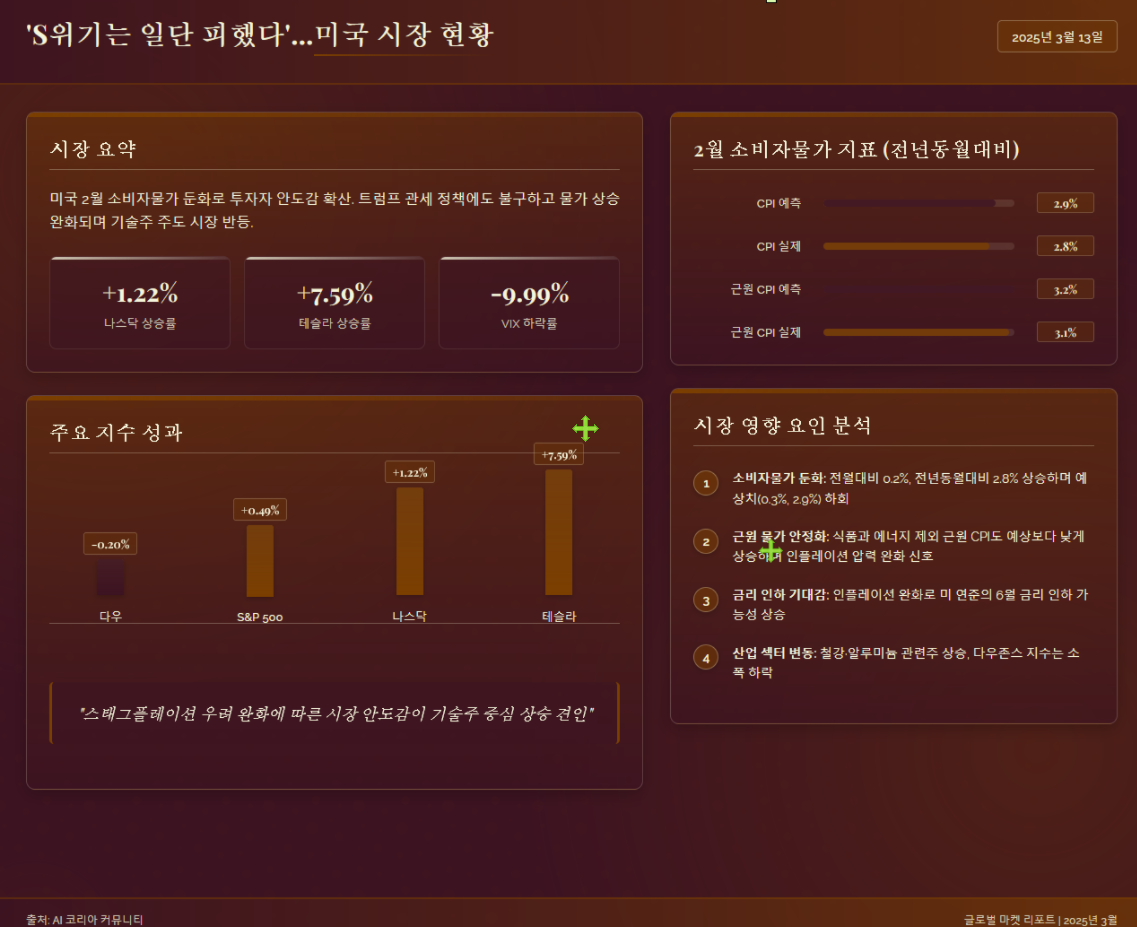 'S위기는 일단 피했다'...미국 시장 현황
2025년 3월 13일
시장 요약
미국 2월 소비자물가 둔화로 투자자 안도감 확산. 트럼프 관세 정책에도 불구하고 물가 상승
완화되며 기술주 주도 시장 반등.
+1.22%
나스닥 상승률
+7.59%
테슬라 상승률
-9.99%
VIX 하락률
2월 소비자물가 지표 (전년동월대비)
CPI 예측
2.9%
CPI 실제
2.8%
근원 CPI 예측
3.2%
근원 CPI 실제
3.1%
주요 지수 성과
-0.20%
다우
+0.49%
S&P 500
+1.22%
나스닥
+7.59%
테슬라
"스태그플레이션 우려 완화에 따른 시장 안도감이 기술주 중심 상승 견인"
시장 영향 요인 분석
1
소비자물가 둔화: 전월대비 0.2%, 전년동월대비 2.8% 상승하며 예
상치(0.3%, 2.9%) 하회
2
근원 물가 안정화: 식품과 에너지 제외 근원 CPI도 예상보다 낮게
상승하며 인플레이션 압력 완화 신호
3
금리 인하 기대감: 인플레이션 완화로 미 연준의 6월 금리 인하 가
능성 상승
4
산업 섹터 변동: 철강·알루미늄 관련주 상승, 다우존스 지수는 소
폭 하락
출처: AI 코리아 커뮤니티
글로벌 마켓 리포트 | 2025년 3월